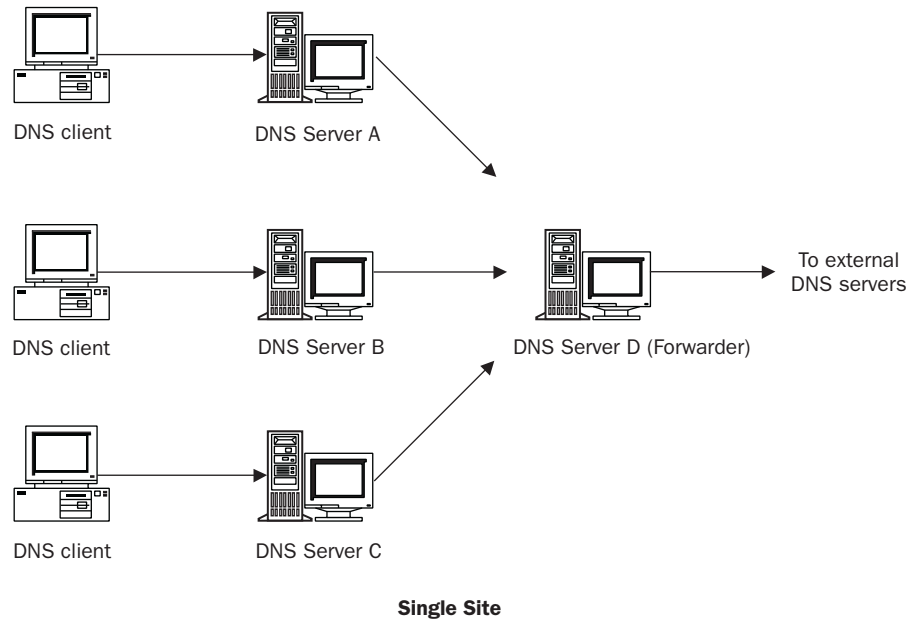 DNS client
DNS Server A
To external
DNS servers
DNS client
DNS Server B
DNS Server D (Forwarder)
DNS client
DNS Server C
Single Site